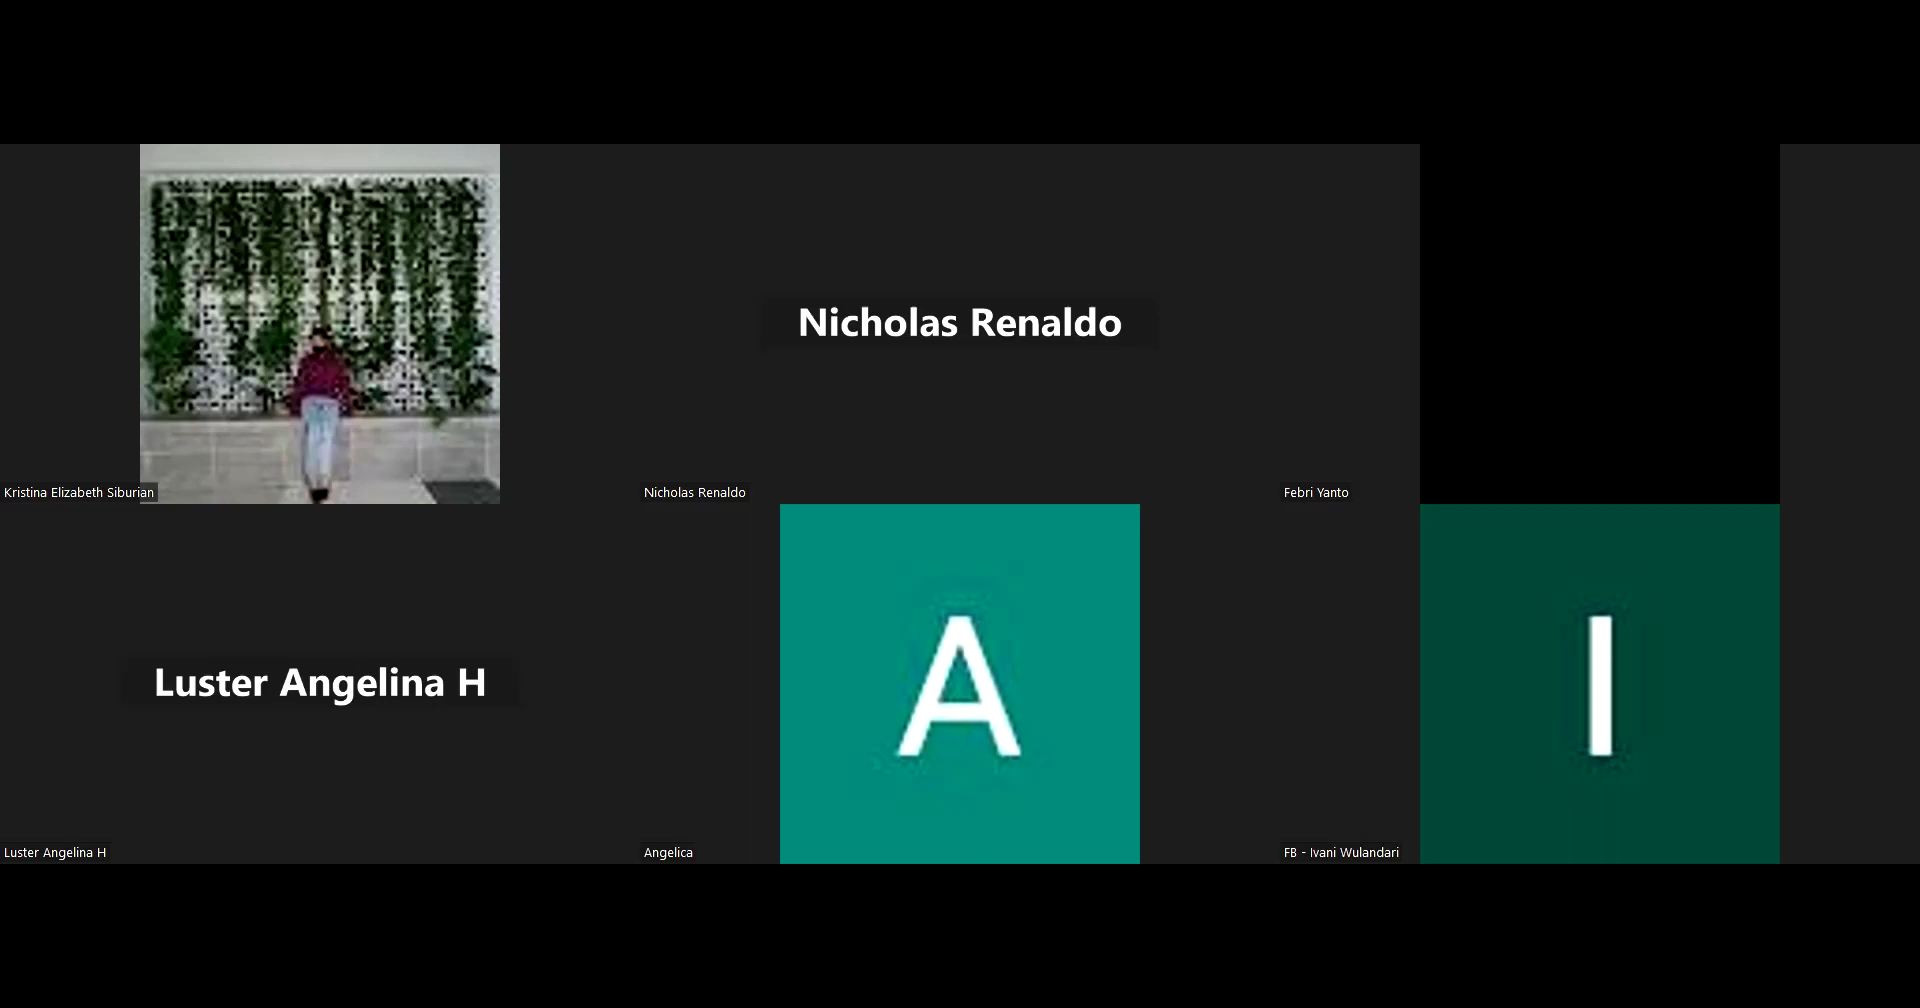 Nicholas Renaldo
Kristina Elizabeth Siburian
Nicholas Renaldo
Febri Yanto
Luster Angelina H
A
I
Luster Angelina H
Angelica
FB - Ivani Wulandari